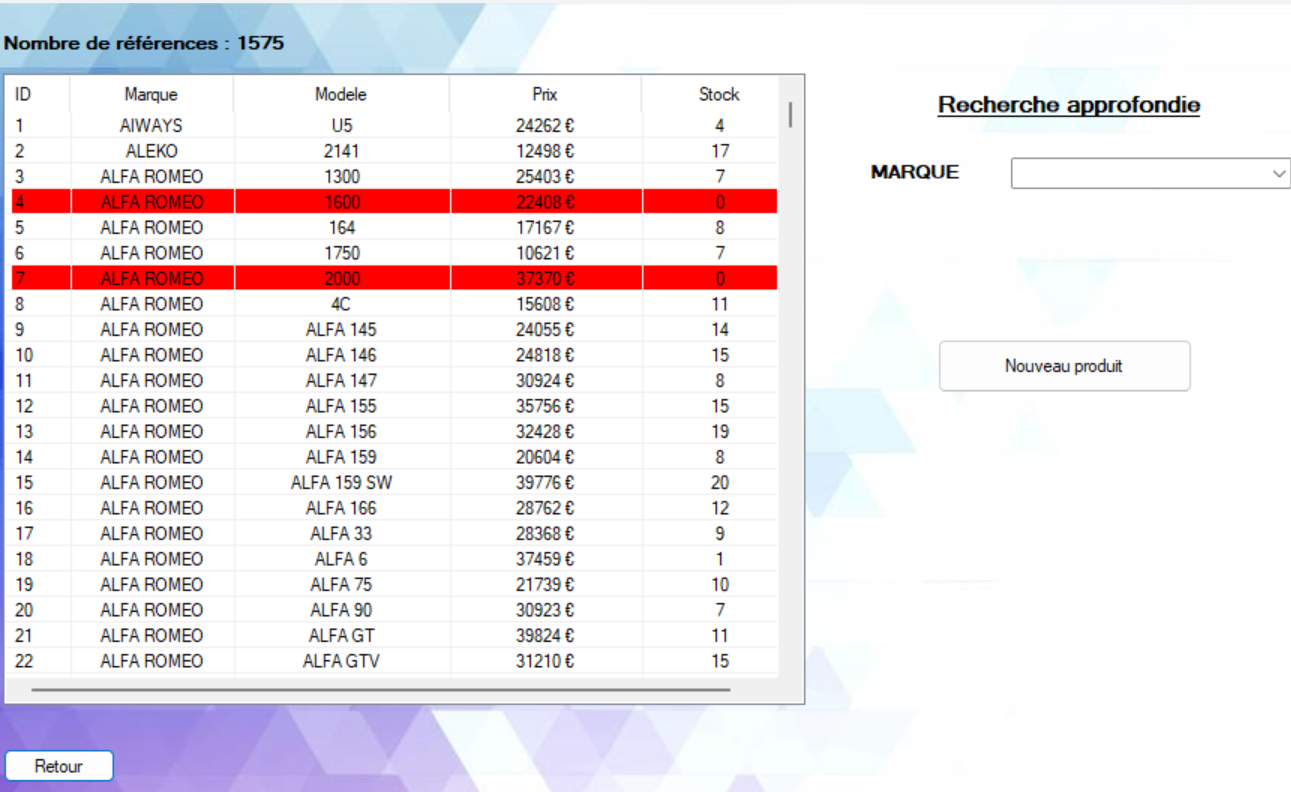 Nombre de références : 1575
ID Marque Modele Prix Stock
1 AIWAYS U5 24262 € 4
2 ALEKO 2141 12498 € 17
3 ALFA ROMEO 1300 25403 € 7
4 ALFA ROMEO 1600 22408 € 0
5 ALFA ROMEO 164 17167 € 8
6 ALFA ROMEO 1750 10621 € 7
7 ALFA ROMEO 2000 37370 € 0
8 ALFA ROMEO 4C 15608 € 11
9 ALFA ROMEO ALFA 145 24055 € 14
10 ALFA ROMEO ALFA 146 24818 € 15
11 ALFA ROMEO ALFA 147 30924 € 8
12 ALFA ROMEO ALFA 155 35756 € 15
13 ALFA ROMEO ALFA 156 32428 € 19
14 ALFA ROMEO ALFA 159 20604 € 8
15 ALFA ROMEO ALFA 159 SW 39776 € 20
16 ALFA ROMEO ALFA 166 28762 € 12
17 ALFA ROMEO ALFA 33 28368 € 9
18 ALFA ROMEO ALFA 6 37459 € 1
19 ALFA ROMEO ALFA 75 21739 € 10
20 ALFA ROMEO ALFA 90 30923 € 7
21 ALFA ROMEO ALFA GT 39824 € 11
22 ALFA ROMEO ALFA GTV 31210 € 15
Recherche approfondie
MARQUE
Nouveau produit
Retour